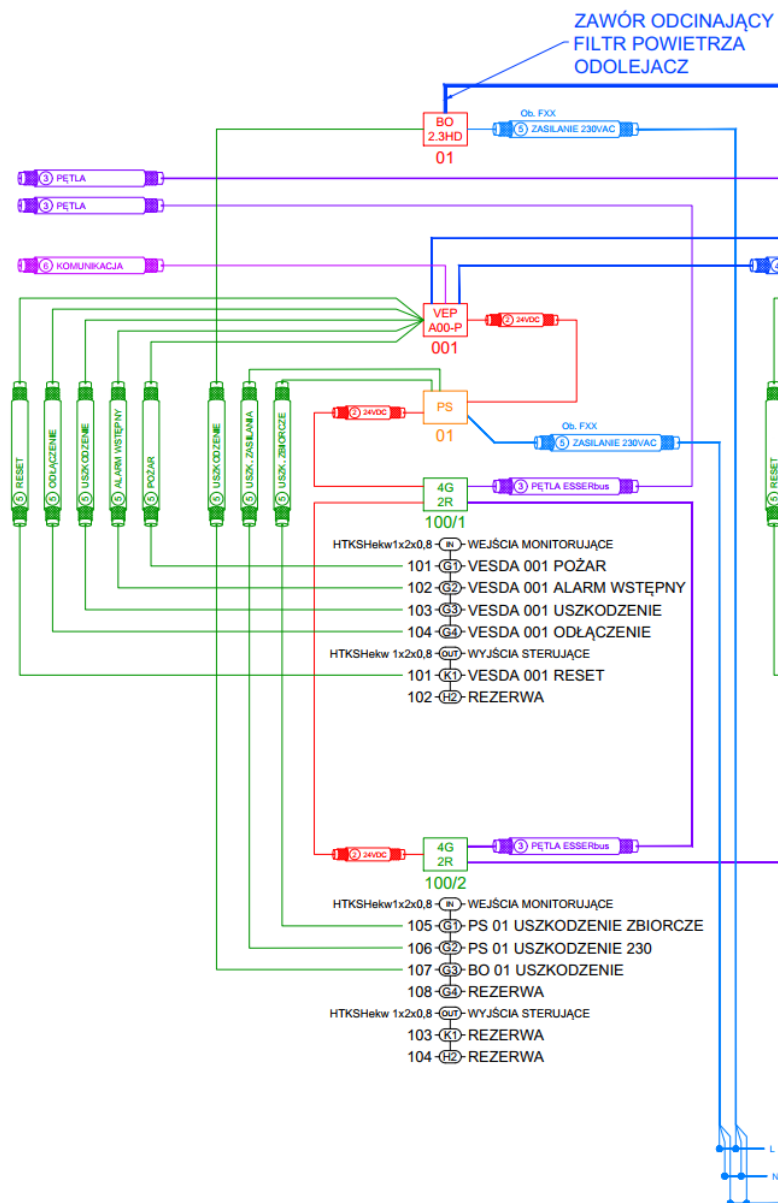 ZAWÓR ODCINAJĄCY
FILTR POWIETRZA
ODOLEJACZ
BO
2.3HD
01
Ob. FXX
5 ZASILANIE 230VAC
3 PĘTLA
3 PĘTLA
6 KOMUNIKACJA
VEP
A00-P
001
2 24VDC
PS
01
2 24VDC
Ob. FXX
5 ZASILANIE 230VAC
5 RESET
5 ODŁĄCZENIE
5 USZKODZENIE
5 ALARM WSTĘPNY
5 POŻAR
5 USZKODZENIE
5 USZK. ZASILANIA
5 USZK. ZBIORCZE
5 RESET
4G
2R
100/1
3 PĘTLA ESSERbus
HTKSHekw1x2x0,8 IN WEJŚCIA MONITORUJĄCE
101 G1 VESDA 001 POŻAR
102 G2 VESDA 001 ALARM WSTĘPNY
103 G3 VESDA 001 USZKODZENIE
104 G4 VESDA 001 ODŁĄCZENIE
HTKSHekw 1x2x0,8 OUT WYJŚCIA STERUJĄCE
101 K1 VESDA 001 RESET
102 H2 REZERWA
2 24VDC
4G
2R
100/2
3 PĘTLA ESSERbus
HTKSHekw1x2x0,8 IN WEJŚCIA MONITORUJĄCE
105 G1 PS 01 USZKODZENIE ZBIORCZE
106 G2 PS 01 USZKODZENIE 230
107 G3 BO 01 USZKODZENIE
108 G4 REZERWA
HTKSHekw 1x2x0,8 OUT WYJŚCIA STERUJĄCE
103 K1 REZERWA
104 H2 REZERWA
L
N